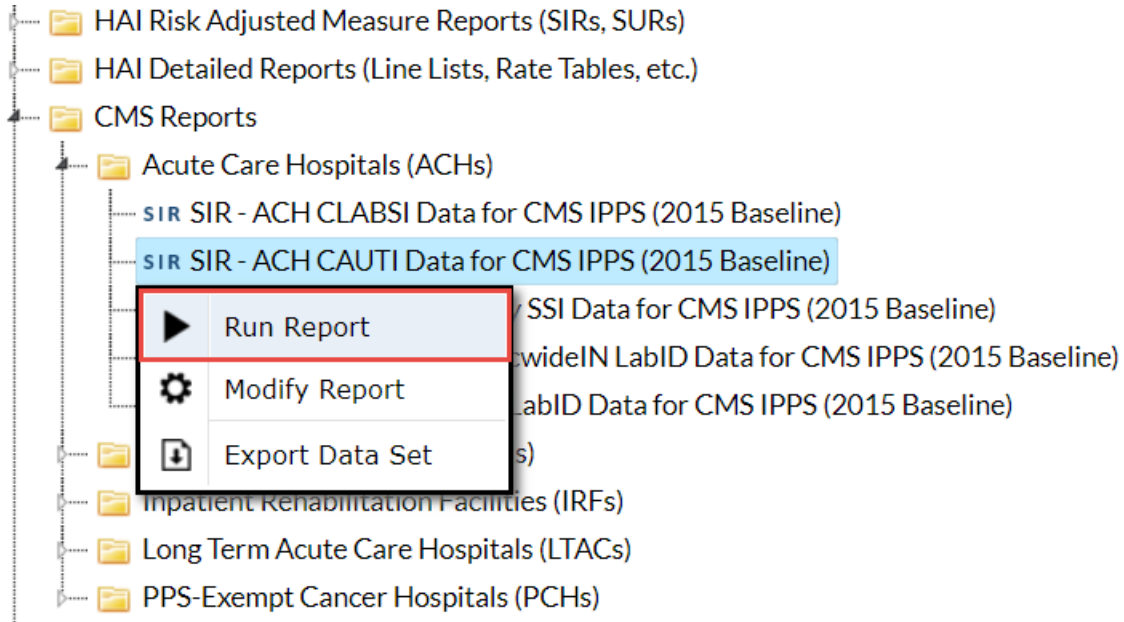 HAI Risk Adjusted Measure Reports (SIRs, SURs)
HAI Detailed Reports (Line Lists, Rate Tables, etc.)
CMS Reports
Acute Care Hospitals (ACHs)
SIR SIR - ACH CLABSI Data for CMS IPPS (2015 Baseline)
SIR SIR - ACH CAUTI Data for CMS IPPS (2015 Baseline)
Run Report
SSI Data for CMS IPPS (2015 Baseline)
LabID Data for CMS IPPS (2015 Baseline)
Modify Report
LabID Data for CMS IPPS (2015 Baseline)
Export Data Set
s)
Inpatient Rehabilitation Facilities (IRFs)
Long Term Acute Care Hospitals (LTACs)
PPS-Exempt Cancer Hospitals (PCHs)